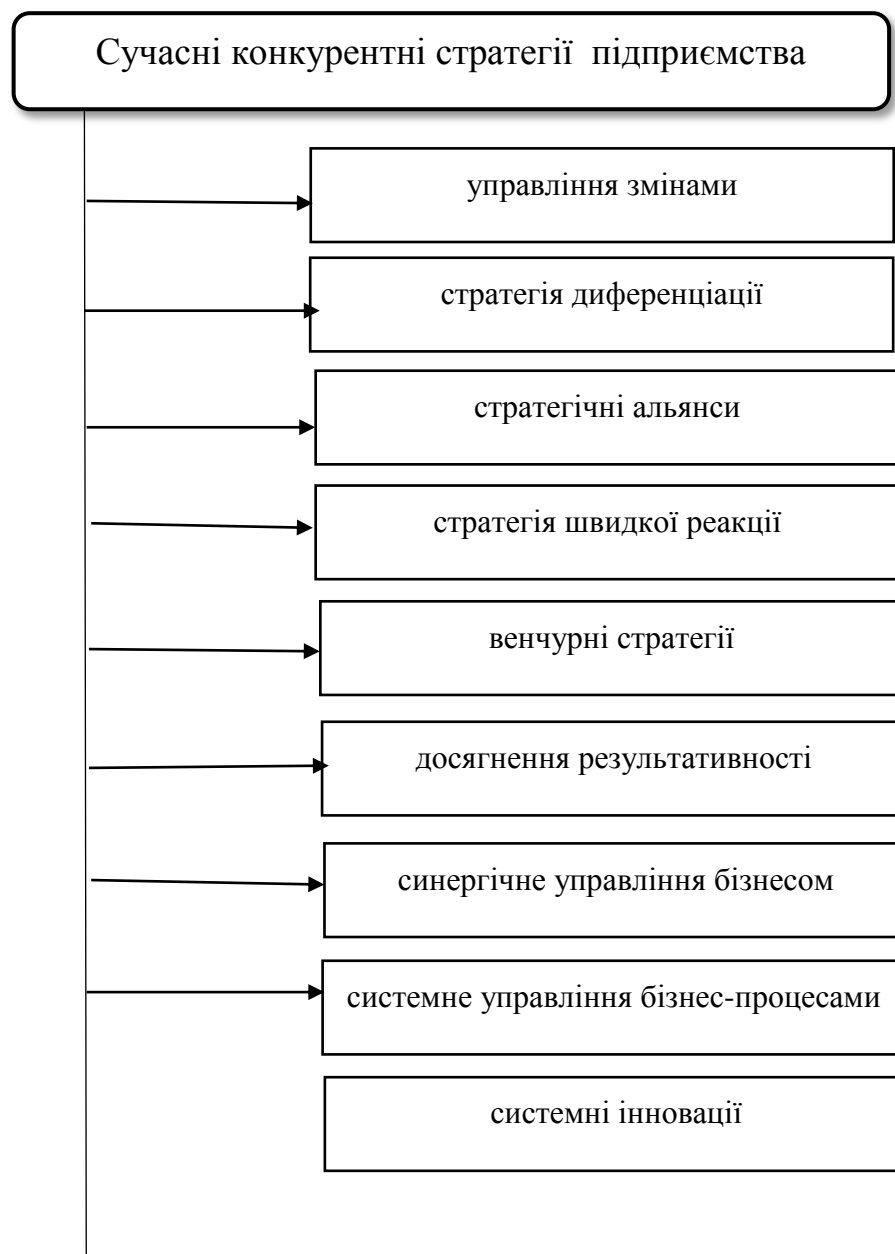 Сучасні конкурентні стратегії підприємства
управління змінами
стратегія диференціації
стратегічні альянси
стратегія швидкої реакції
венчурні стратегії
досягнення результативності
синергічне управління бізнесом
системне управління бізнес-процесами
системні інновації